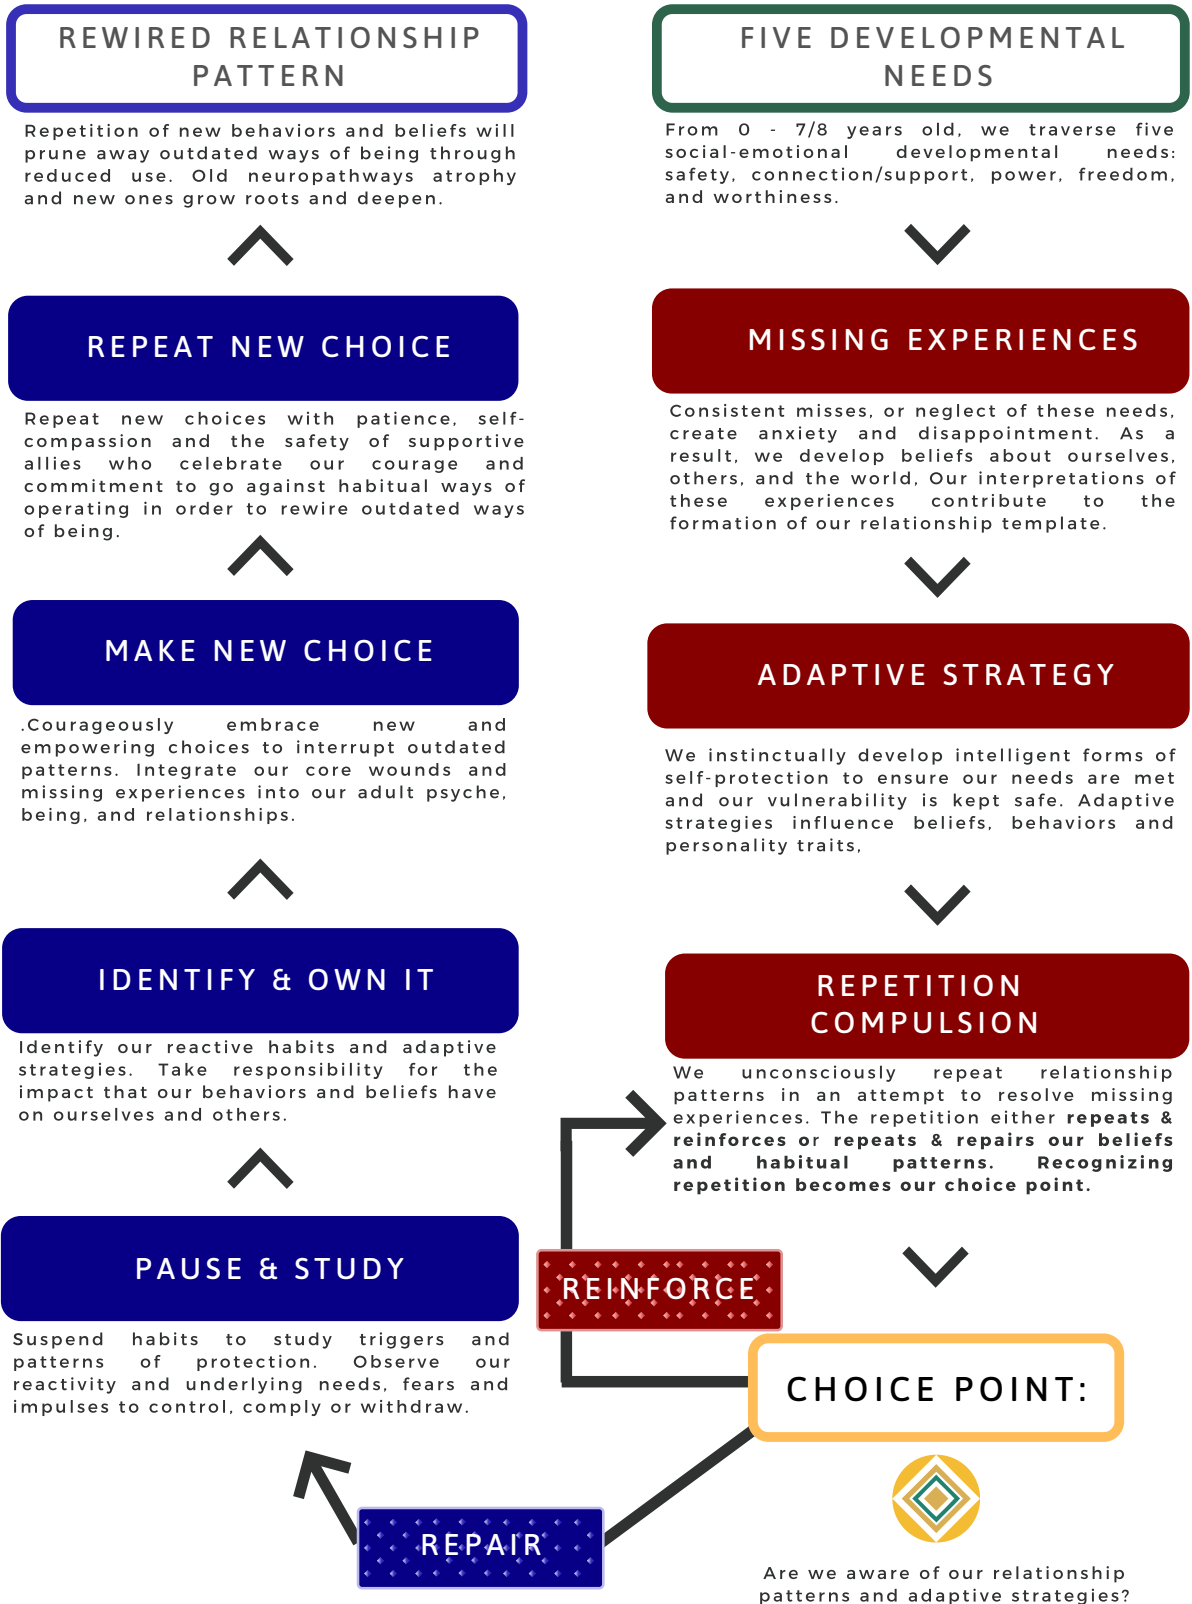 REWIRED RELATIONSHIP
PATTERN
Repetition of new behaviors and beliefs will
prune away outdated ways of being through
reduced use. Old neuropathways atrophy
and new ones grow roots and deepen.
REPEAT NEW CHOICE
Repeat new choices with patience, self-
compassion and the safety of supportive
allies who celebrate our courage and
commitment to go against habitual ways of
operating in order to rewire outdated ways
of being.
MAKE NEW CHOICE
.Courageously embrace new and
empowering choices to interrupt outdated
patterns. Integrate our core wounds and
missing experiences into our adult psyche,
being, and relationships.
IDENTIFY & OWN IT
Identify our reactive habits and adaptive
strategies. Take responsibility for the
impact that our behaviors and beliefs have
on ourselves and others.
PAUSE & STUDY
Suspend habits to study triggers and
patterns of protection. Observe our
reactivity and underlying needs, fears and
impulses to control, comply or withdraw.
FIVE DEVELOPMENTAL
NEEDS
From 0 - 7/8 years old, we traverse five
social-emotional developmental needs:
safety, connection/support, power, freedom,
and worthiness.
MISSING EXPERIENCES
Consistent misses, or neglect of these needs,
create anxiety and disappointment. As a
result, we develop beliefs about ourselves,
others, and the world, Our interpretations of
these experiences contribute to the
formation of our relationship template.
ADAPTIVE STRATEGY
We instinctually develop intelligent forms of
self-protection to ensure our needs are met
and our vulnerability is kept safe. Adaptive
strategies influence beliefs, behaviors and
personality traits,
REPETITION
COMPULSION
We unconsciously repeat relationship
patterns in an attempt to resolve missing
experiences. The repetition either repeats &
reinforces or repeats & repairs our beliefs
and habitual patterns. Recognizing
repetition becomes our choice point.
REINFORCE
CHOICE POINT:
REPAIR
Are we aware of our relationship
patterns and adaptive strategies?